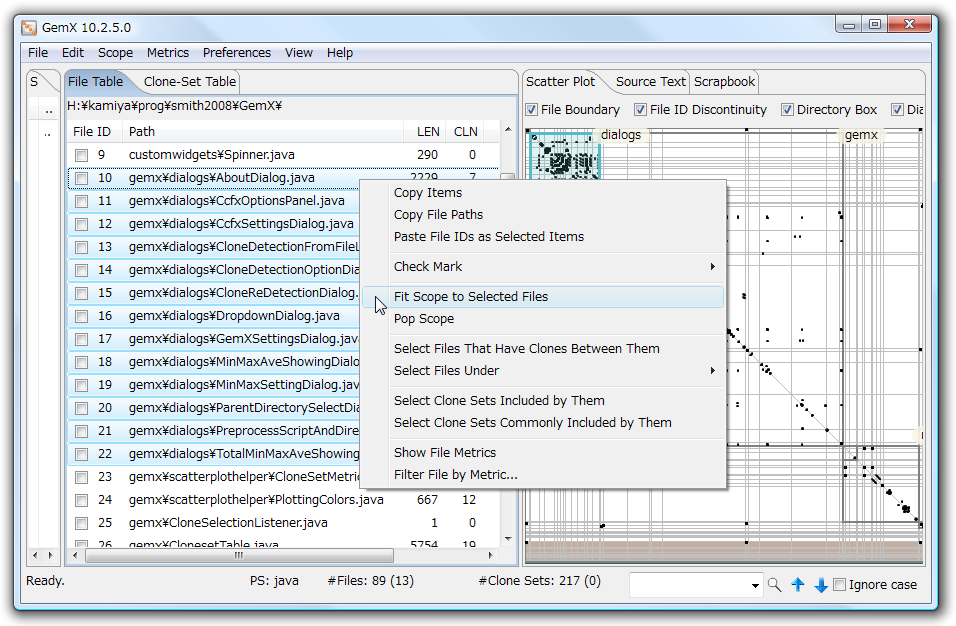 GemX 10.2.5.0
File Edit Scope Metrics Preferences View Help
S
File Table Clone-Set Table
Scatter Plot Source Text Scrapbook
H:¥kamiya¥prog¥smith2008¥GemX¥
File Boundary File ID Discontinuity Directory Box Dia
..
..
File ID Path LEN CLN
9 customwidgets¥Spinner.java 290 0
10 gemx¥dialogs¥AboutDialog.java 2229 7
11 gemx¥dialogs¥CcfxOptionsPanel.java
12 gemx¥dialogs¥CcfxSettingsDialog.java
13 gemx¥dialogs¥CloneDetectionFromFileL
14 gemx¥dialogs¥CloneDetectionOptionDia
15 gemx¥dialogs¥CloneReDetectionDialog.
16 gemx¥dialogs¥DropdownDialog.java
17 gemx¥dialogs¥GemXSettingsDialog.java
18 gemx¥dialogs¥MinMaxAveShowingDialo
19 gemx¥dialogs¥MinMaxSettingDialog.java
20 gemx¥dialogs¥ParentDirectorySelectDia
21 gemx¥dialogs¥PreprocessScriptAndDire
22 gemx¥dialogs¥TotalMinMaxAveShowing
23 gemx¥scatterplothelper¥CloneSetMetric
24 gemx¥scatterplothelper¥PlottingColors.java 667 12
25 gemx¥CloneSelectionListener.java 1 0
26 gemx¥ClonesetTable.java 5754 19
Copy Items
Copy File Paths
Paste File IDs as Selected Items
Check Mark
Fit Scope to Selected Files
Pop Scope
Select Files That Have Clones Between Them
Select Files Under
Select Clone Sets Included by Them
Select Clone Sets Commonly Included by Them
Show File Metrics
Filter File by Metric...
dialogs
gemx
Ready. PS: java #Files: 89 (13) #Clone Sets: 217 (0) Ignore case